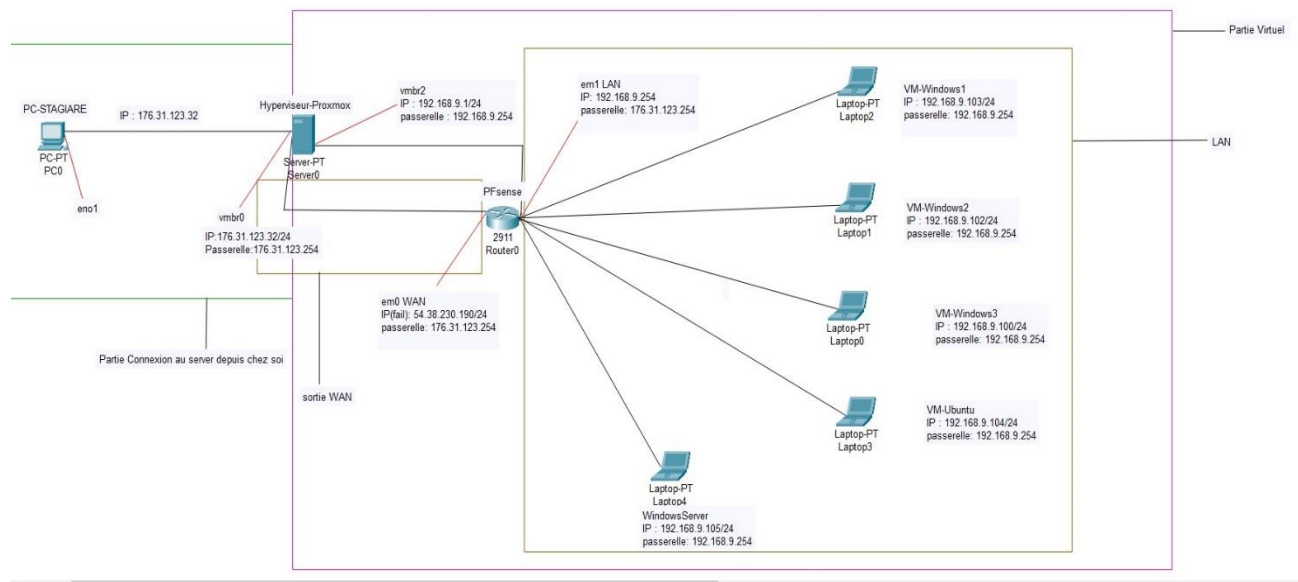 Partie Virtuel
PC-STAGIARE
IP : 176.31.123.32
PC-PT
PC0
eno1
Hyperviseur-Proxmox
Server-PT
Server0
vmbr2
IP : 192.168.9.1/24
passerelle : 192.168.9.254
vmbr0
IP:176.31.123.32/24
Passerelle:176.31.123.254
em1 LAN
IP: 192.168.9.254
passerelle: 176.31.123.254
PFsense
2911
Router0
em0 WAN
IP(fail): 54.38.230.190/24
passerelle: 176.31.123.254
Partie Connexion au server depuis chez soi
sortie WAN
Laptop-PT
Laptop2
VM-Windows1
IP : 192.168.9.103/24
passerelle: 192.168.9.254
LAN
Laptop-PT
Laptop1
VM-Windows2
IP : 192.168.9.102/24
passerelle: 192.168.9.254
Laptop-PT
Laptop0
VM-Windows3
IP : 192.168.9.100/24
passerelle: 192.168.9.254
Laptop-PT
Laptop3
VM-Ubuntu
IP : 192.168.9.104/24
passerelle: 192.168.9.254
Laptop-PT
Laptop4
WindowsServer
IP : 192.168.9.105/24
passerelle: 192.168.9.254